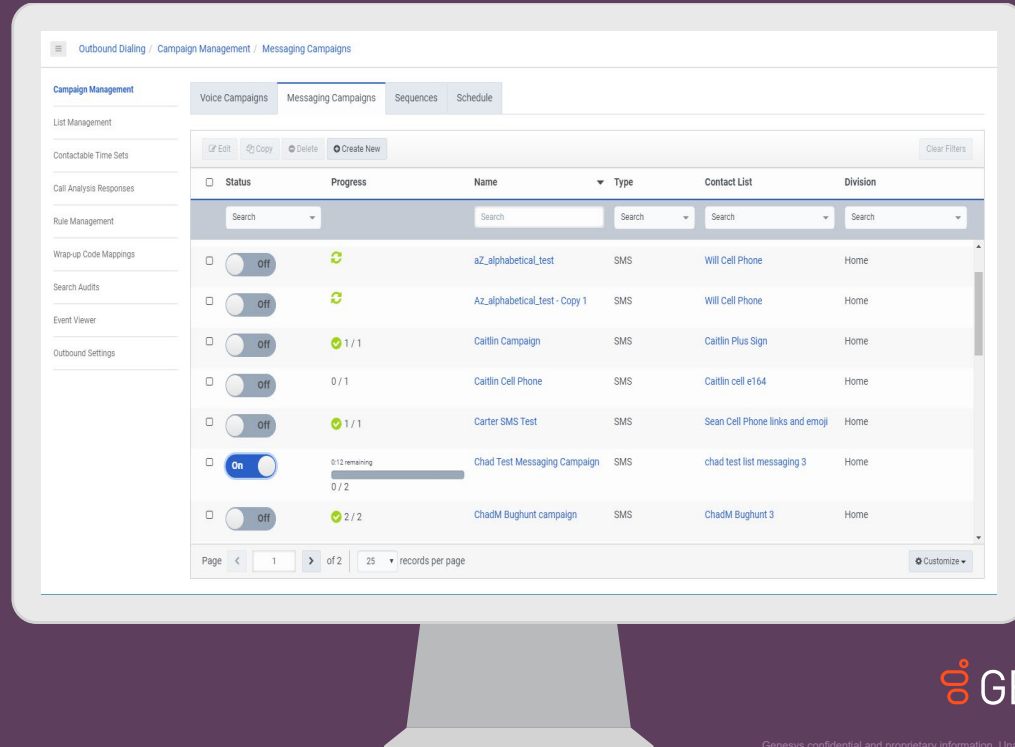 Outbound Dialing / Campaign Management / Messaging Campaigns
Campaign Management
List Management
Contactable Time Sets
Call Analysis Responses
Rule Management
Wrap-up Code Mappings
Search Audits
Event Viewer
Outbound Settings
Voice Campaigns Messaging Campaigns Sequences Schedule
Edit Copy Delete Create New Clear Filters
Status Progress Name Type Contact List Division
Search Search Search Search Search
Off aZ_alphabetical_test SMS Will Cell Phone Home
Off Az_alphabetical_test - Copy 1 SMS Will Cell Phone Home
Off 1 / 1 Caitlin Campaign SMS Caitlin Plus Sign Home
Off 0 / 1 Caitlin Cell Phone SMS Caitlin cell e164 Home
Off 1 / 1 Carter SMS Test SMS Sean Cell Phone links and emoji Home
On 0:12 remaining Chad Test Messaging Campaign SMS chad test list messaging 3 Home
0 / 2
Off 2 / 2 ChadM Bughunt campaign SMS ChadM Bughunt 3 Home
Page 1 of 2 25 records per page Customize
Genesys confidential and proprietary information.